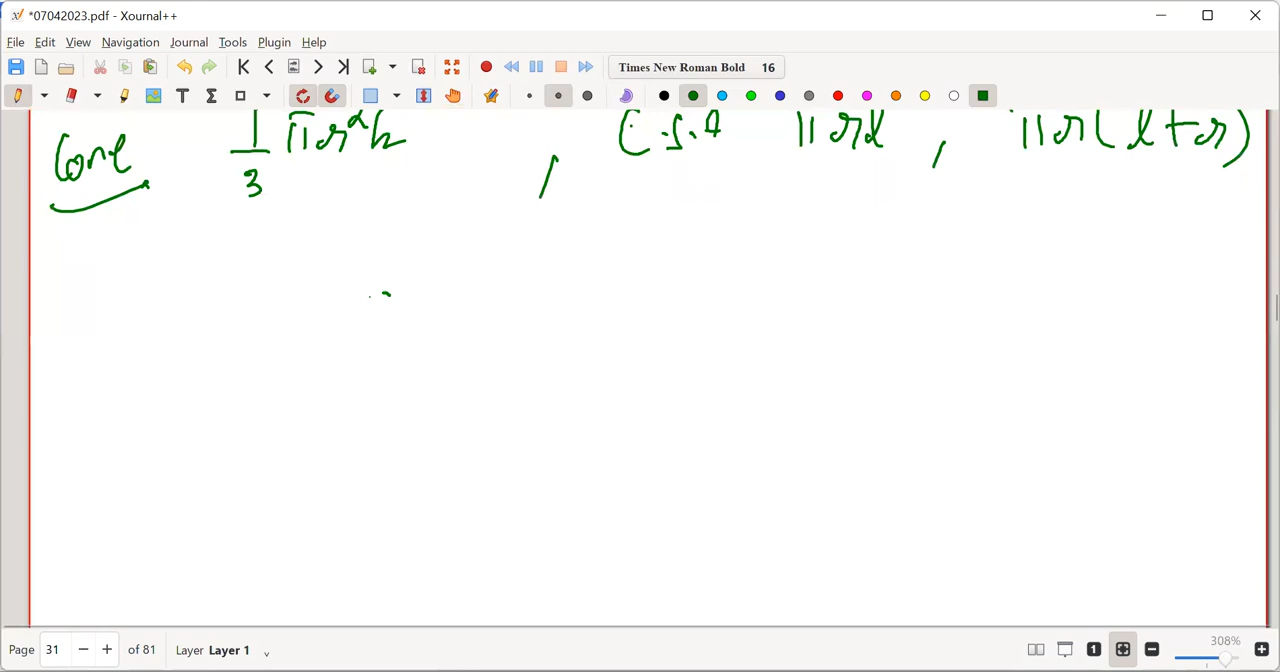 *07042023.pdf - Xournal++
File Edit View Navigation Journal Tools Plugin Help
Times New Roman Bold 16
Cone 1/3 πr²h , C.S.A πrl , πr(l+r)
Page 31 of 81 Layer Layer 1 308%